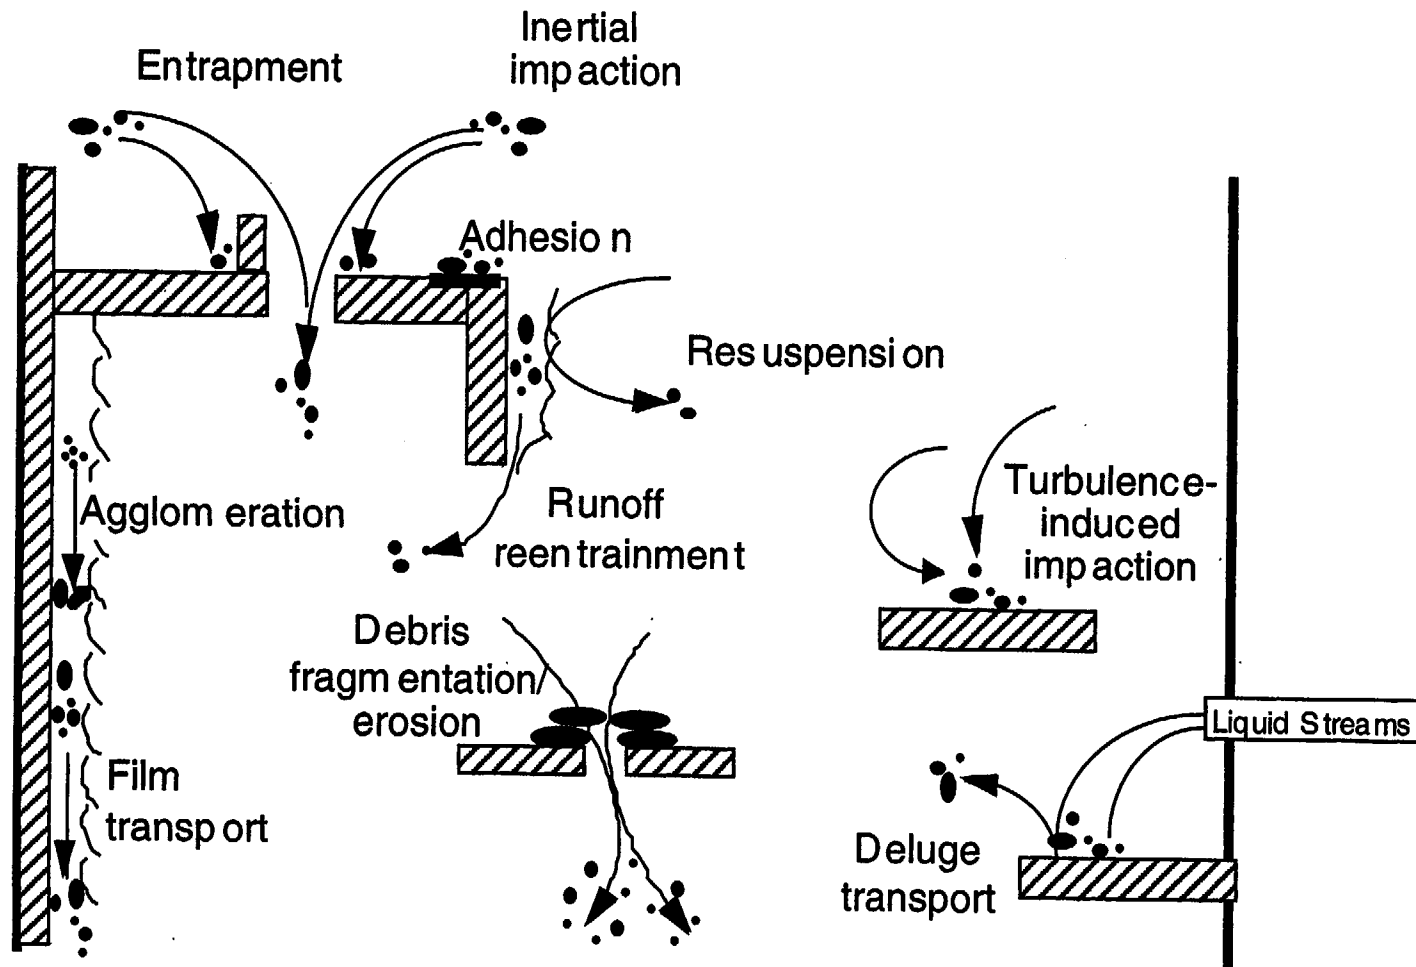 Entrapment
Inertial
impaction
Adhesion
Resuspension
Agglomeration
Runoff
reentrainment
Turbulence-
induced
impaction
Debris
fragmentation/
erosion
Liquid Streams
Film
transport
Deluge
transport